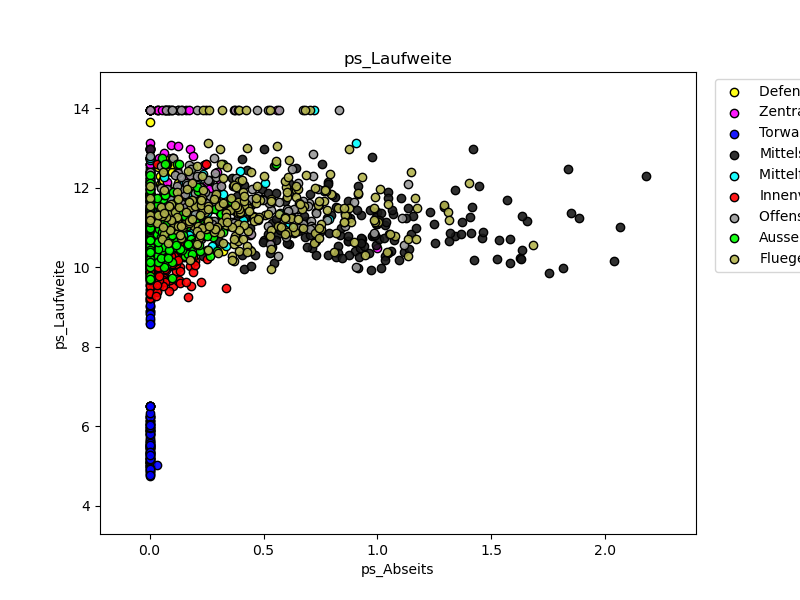 ps_Laufweite
14
12
10
8
6
4
ps_Laufweite
0.0 0.5 1.0 1.5 2.0
ps_Abseits
Defen
Zentra
Torwa
Mittels
Mittelf
Innenv
Offens
Ausse
Fluege